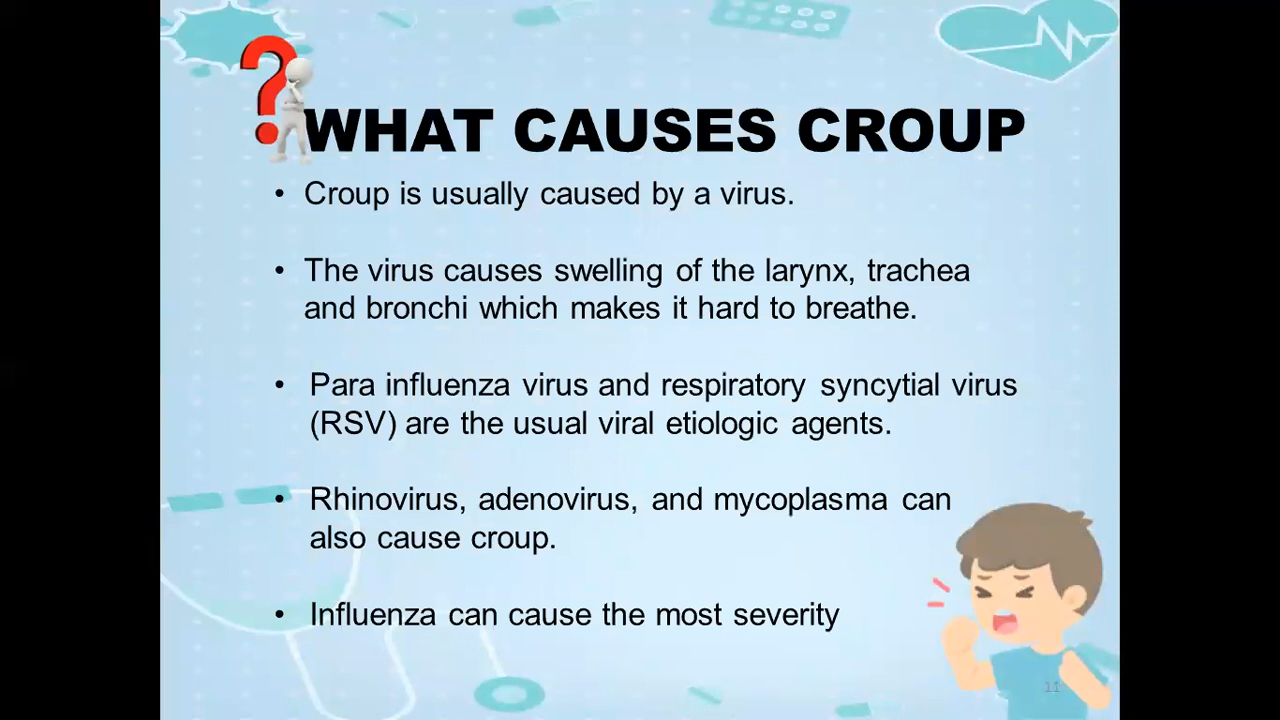 ?
WHAT CAUSES CROUP
• Croup is usually caused by a virus.
• The virus causes swelling of the larynx, trachea
and bronchi which makes it hard to breathe.
• Para influenza virus and respiratory syncytial virus
(RSV) are the usual viral etiologic agents.
• Rhinovirus, adenovirus, and mycoplasma can
also cause croup.
• Influenza can cause the most severity
11